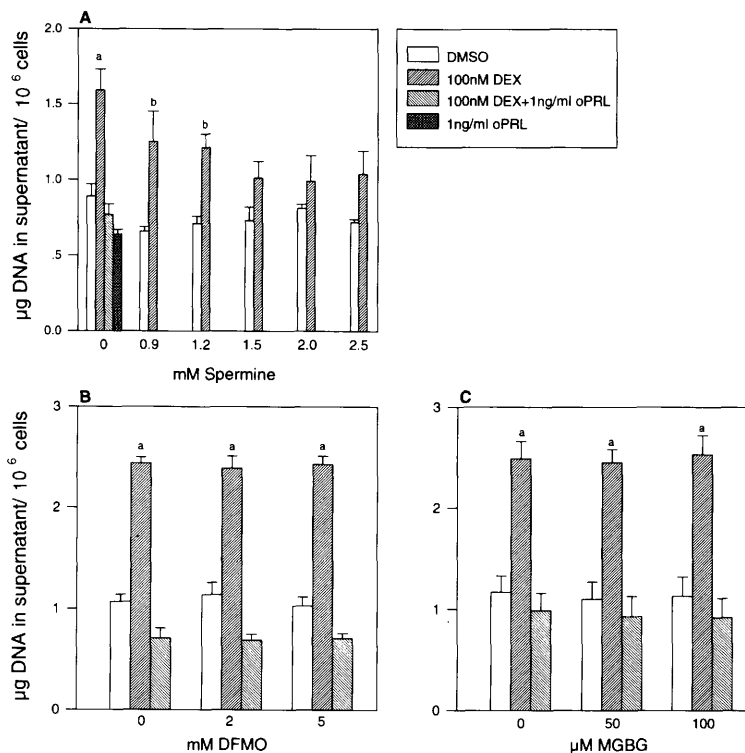 A
µg DNA in supernatant/ 10 6 cells
2.0
1.5
1.0
.5
0.0
a
b
b
0 0.9 1.2 1.5 2.0 2.5
mM Spermine
DMSO
100nM DEX
100nM DEX+1ng/ml oPRL
1ng/ml oPRL
B
µg DNA in supernatant/ 10 6 cells
3
2
1
0
a a a
0 2 5
mM DFMO
C
3
2
1
0
a a a
0 50 100
µM MGBG